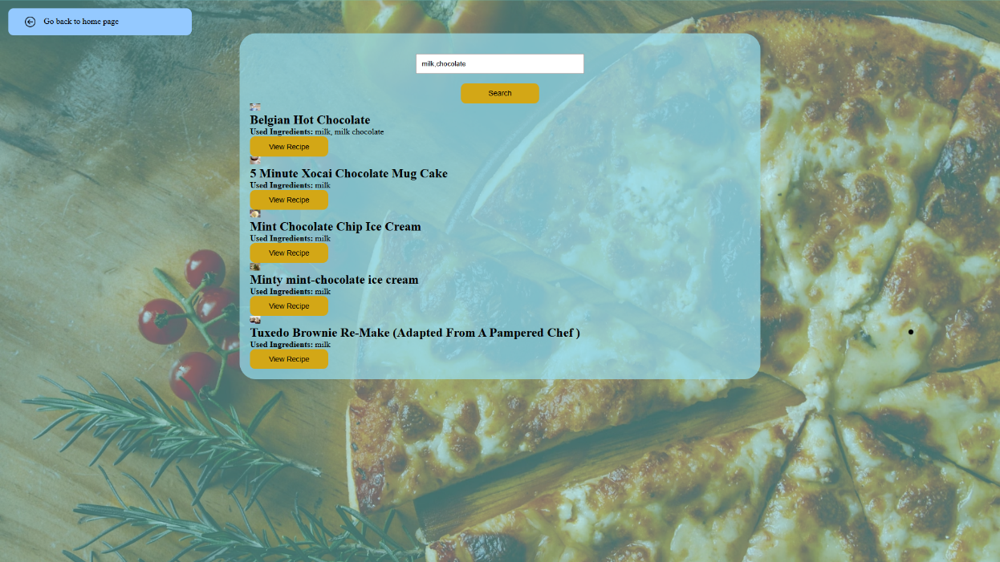 Go back to home page
milk,chocolate
Search
Belgian Hot Chocolate
Used Ingredients: milk, milk chocolate
View Recipe
5 Minute Xocai Chocolate Mug Cake
Used Ingredients: milk
View Recipe
Mint Chocolate Chip Ice Cream
Used Ingredients: milk
View Recipe
Minty mint-chocolate ice cream
Used Ingredients: milk
View Recipe
Tuxedo Brownie Re-Make (Adapted From A Pampered Chef )
Used Ingredients: milk
View Recipe